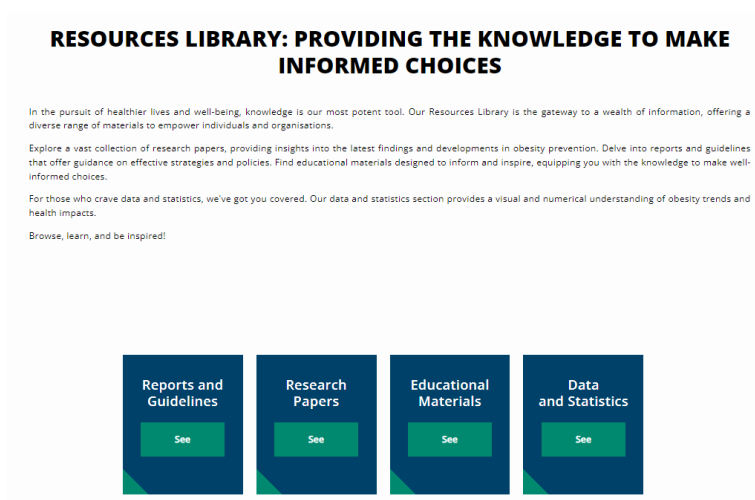 RESOURCES LIBRARY: PROVIDING THE KNOWLEDGE TO MAKE
INFORMED CHOICES
In the pursuit of healthier lives and well-being, knowledge is our most potent tool. Our Resources Library is the gateway to a wealth of information, offering a
diverse range of materials to empower individuals and organisations.
Explore a vast collection of research papers, providing insights into the latest findings and developments in obesity prevention. Delve into reports and guidelines
that offer guidance on effective strategies and policies. Find educational materials designed to inform and inspire, equipping you with the knowledge to make well-
informed choices.
For those who crave data and statistics, we've got you covered. Our data and statistics section provides a visual and numerical understanding of obesity trends and
health impacts.
Browse, learn, and be inspired!
Reports and
Guidelines
See
Research
Papers
See
Educational
Materials
See
Data
and Statistics
See